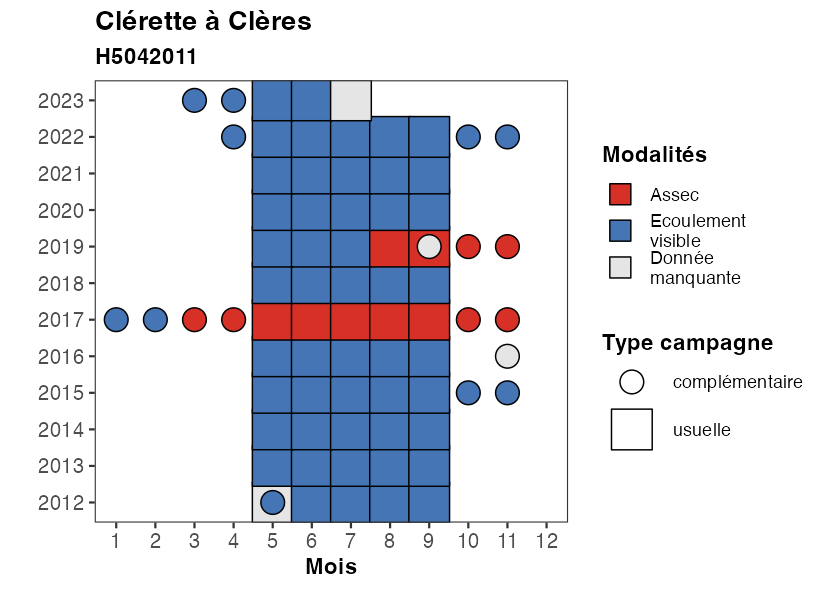 Clérette à Clères
H5042011
2023
2022
2021
2020
2019
2018
2017
2016
2015
2014
2013
2012
1 2 3 4 5 6 7 8 9 10 11 12
Mois
Modalités
Assec
Ecoulement
visible
Donnée
manquante
Type campagne
complémentaire
usuelle